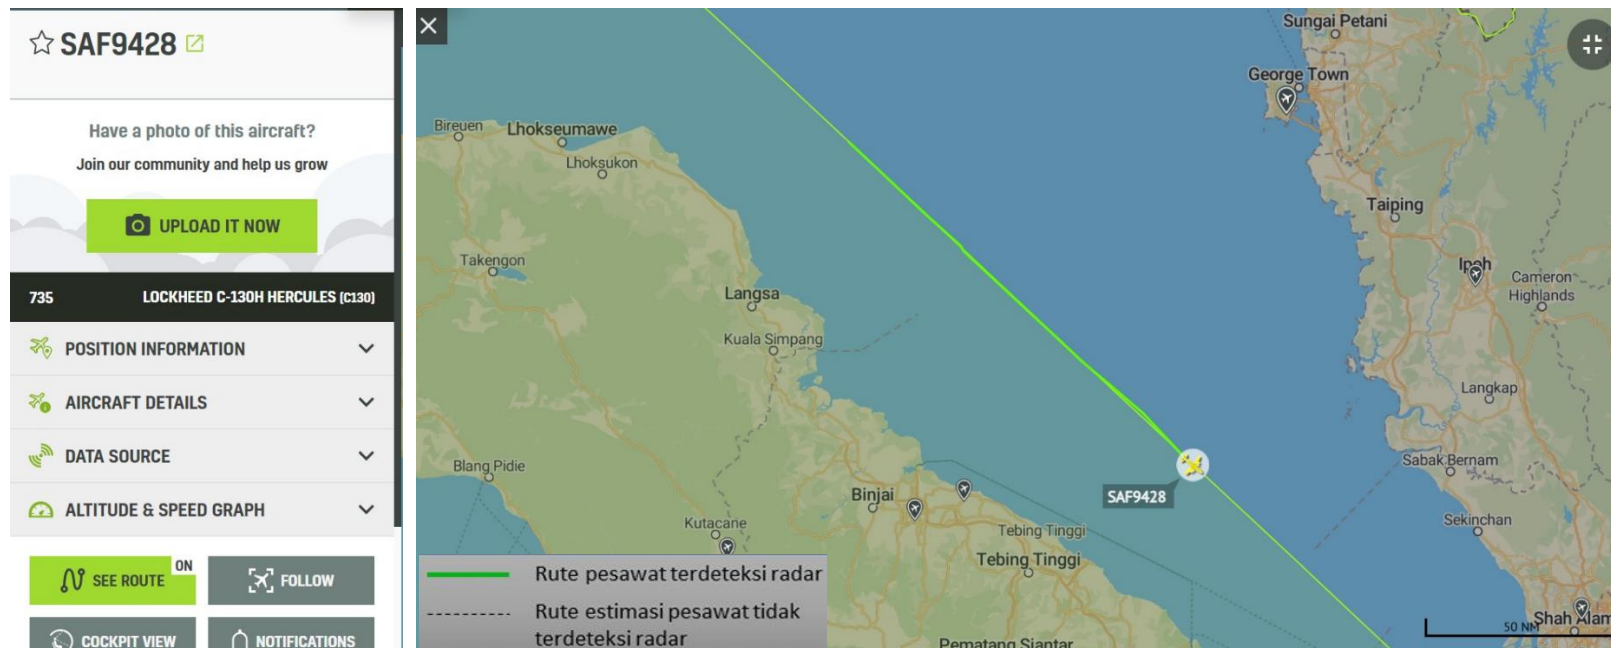 SAF9428
Have a photo of this aircraft?
Join our community and help us grow
UPLOAD IT NOW
735 LOCKHEED C-130H HERCULES (C130)
POSITION INFORMATION
AIRCRAFT DETAILS
DATA SOURCE
ALTITUDE & SPEED GRAPH
SEE ROUTE ON
FOLLOW
COCKPIT VIEW
NOTIFICATIONS
Sungai Petani
George Town
Bireuen
Lhokseumawe
Lhoksukon
Taiping
Takengon
Ipoh
Cameron
Highlands
Langsa
Kuala Simpang
Langkap
Blang Pidie
Sabak Bernam
SAF9428
Binjai
Kutacane
Tebing Tinggi
Tebing Tinggi
Sekinchan
Shah Alam
50 NM
Pematang Siantar
Rute pesawat terdeteksi radar
Rute estimasi pesawat tidak
terdeteksi radar